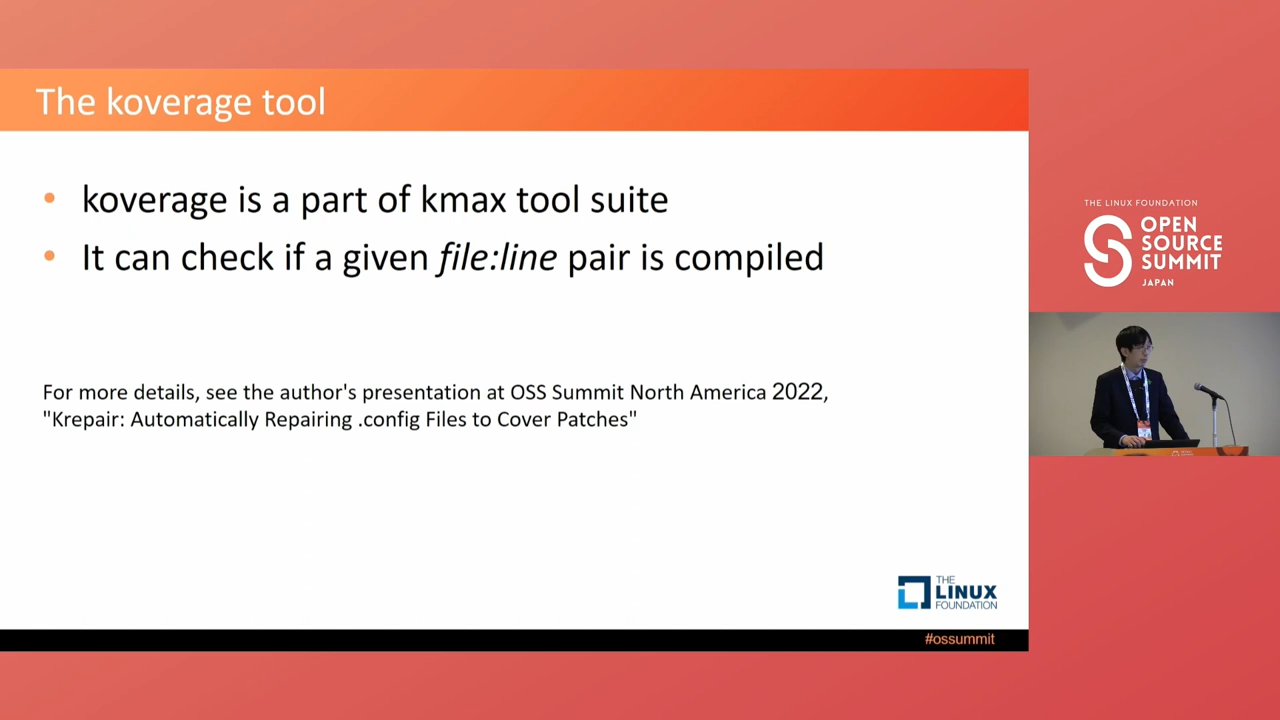 The koverage tool
• koverage is a part of kmax tool suite
• It can check if a given file:line pair is compiled
For more details, see the author's presentation at OSS Summit North America 2022,
"Krepair: Automatically Repairing .config Files to Cover Patches"
THE
LINUX
FOUNDATION
#ossummit
THE LINUX FOUNDATION
OPEN
SOURCE
SUMMIT
JAPAN